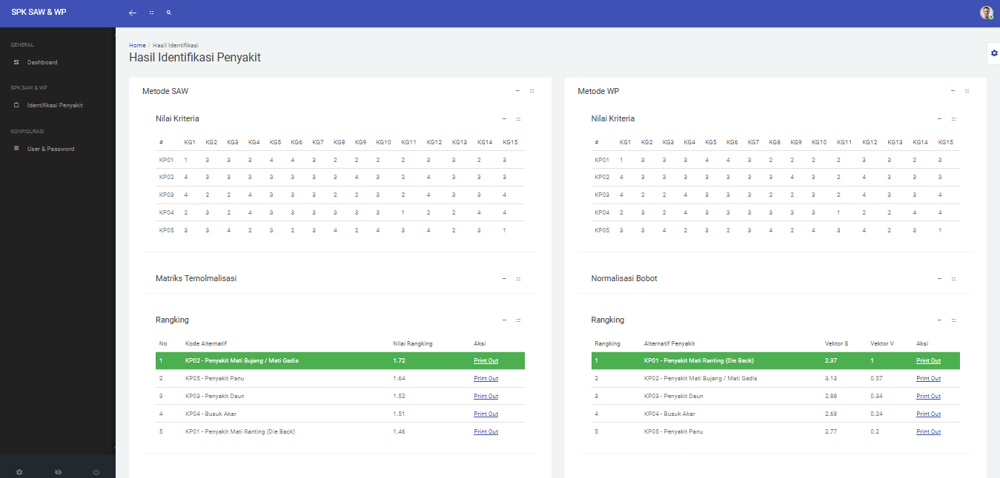 SPK SAW & WP
GENERAL
Dashboard
SPK SAW & WP
Identifikasi Penyakit
KONFIGURASI
User & Password
Home / Hasil Identifikasi
Hasil Identifikasi Penyakit
Metode SAW
Nilai Kriteria
# KG1 KG2 KG3 KG4 KG5 KG6 KG7 KG8 KG9 KG10 KG11 KG12 KG13 KG14 KG15
KP01 1 3 3 3 4 4 3 2 2 2 2 3 3 2 3
KP02 4 3 3 3 3 3 3 3 4 3 2 4 3 3 3
KP03 4 2 2 4 3 3 3 2 2 3 2 4 3 3 4
KP04 2 3 2 4 3 3 3 3 3 3 1 2 2 4 4
KP05 3 3 4 2 3 2 3 4 2 4 3 4 2 3 1
Matriks Ternolmalisasi
Rangking
No Kode Alternatif Nilai Rangking Aksi
1 KP02 - Penyakit Mati Bujang / Mati Gadis 1.72 Print Out
2 KP05 - Penyakit Panu 1.64 Print Out
3 KP03 - Penyakit Daun 1.52 Print Out
4 KP04 - Busuk Akar 1.51 Print Out
5 KP01 - Penyakit Mati Ranting (Die Back) 1.46 Print Out
Metode WP
Nilai Kriteria
# KG1 KG2 KG3 KG4 KG5 KG6 KG7 KG8 KG9 KG10 KG11 KG12 KG13 KG14 KG15
KP01 1 3 3 3 4 4 3 2 2 2 2 3 3 2 3
KP02 4 3 3 3 3 3 3 3 4 3 2 4 3 3 3
KP03 4 2 2 4 3 3 3 2 2 3 2 4 3 3 4
KP04 2 3 2 4 3 3 3 3 3 3 1 2 2 4 4
KP05 3 3 4 2 3 2 3 4 2 4 3 4 2 3 1
Normalisasi Bobot
Rangking
Rangking Alternatif Penyakit Vektor S Vektor V Aksi
1 KP01 - Penyakit Mati Ranting (Die Back) 2.37 1 Print Out
2 KP02 - Penyakit Mati Bujang / Mati Gadis 3.13 0.57 Print Out
3 KP03 - Penyakit Daun 2.88 0.34 Print Out
4 KP04 - Busuk Akar 2.68 0.24 Print Out
5 KP05 - Penyakit Panu 2.77 0.2 Print Out